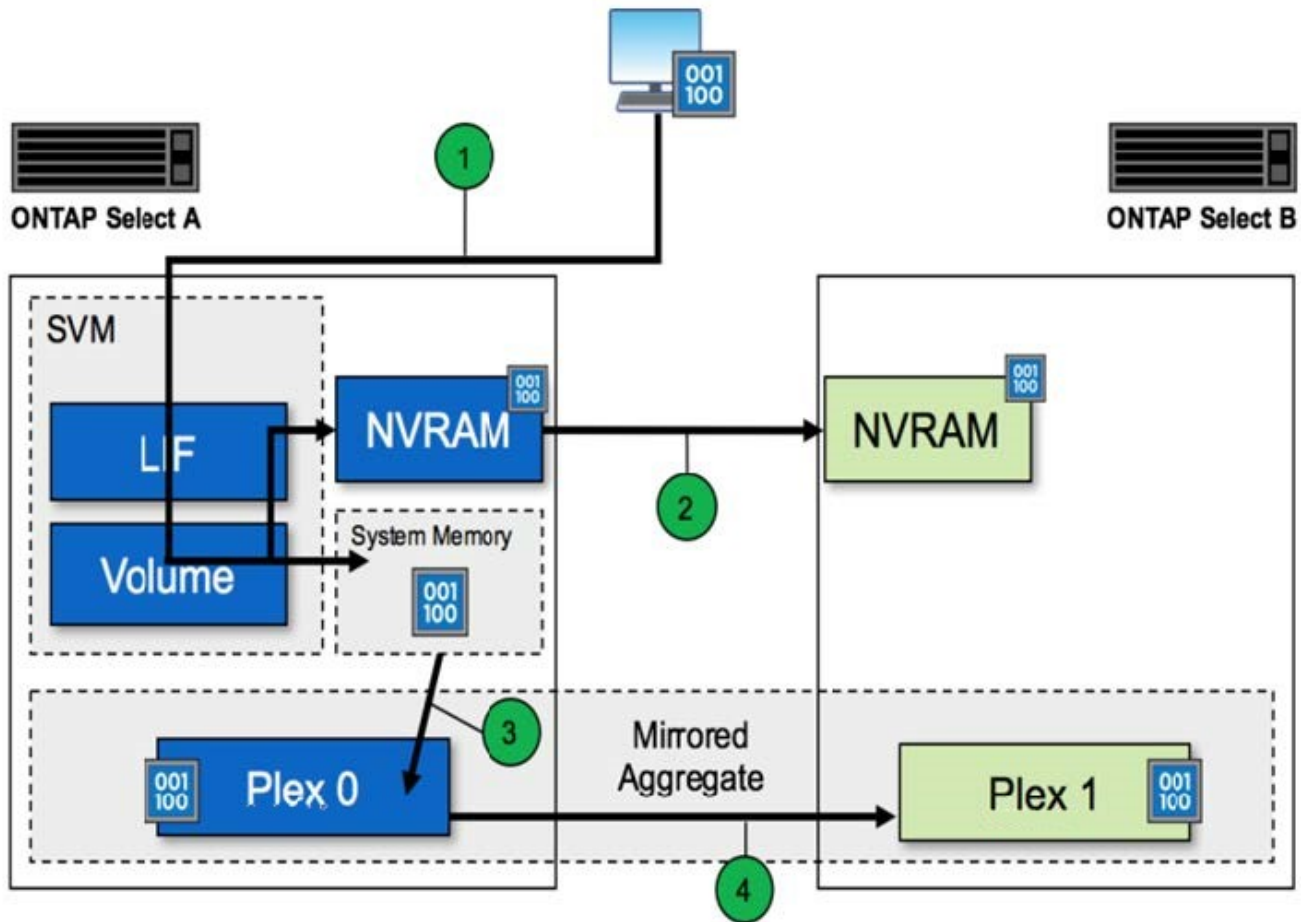 001
100
1
ONTAP Select A
ONTAP Select B
SVM
LIF
Volume
NVRAM
001
100
2
NVRAM
001
100
System Memory
001
100
3
Mirrored
Aggregate
001
100
Plex 0
Plex 1
001
100
4